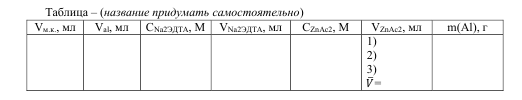 Таблица – (название придумать самостоятельно)
Vм.к., мл Val, мл CNa2ЭДТА, М VNa2ЭДТА, мл CZnAc2, М VZnAc2, мл m(Al), г
1)
2)
3)
V̄ =